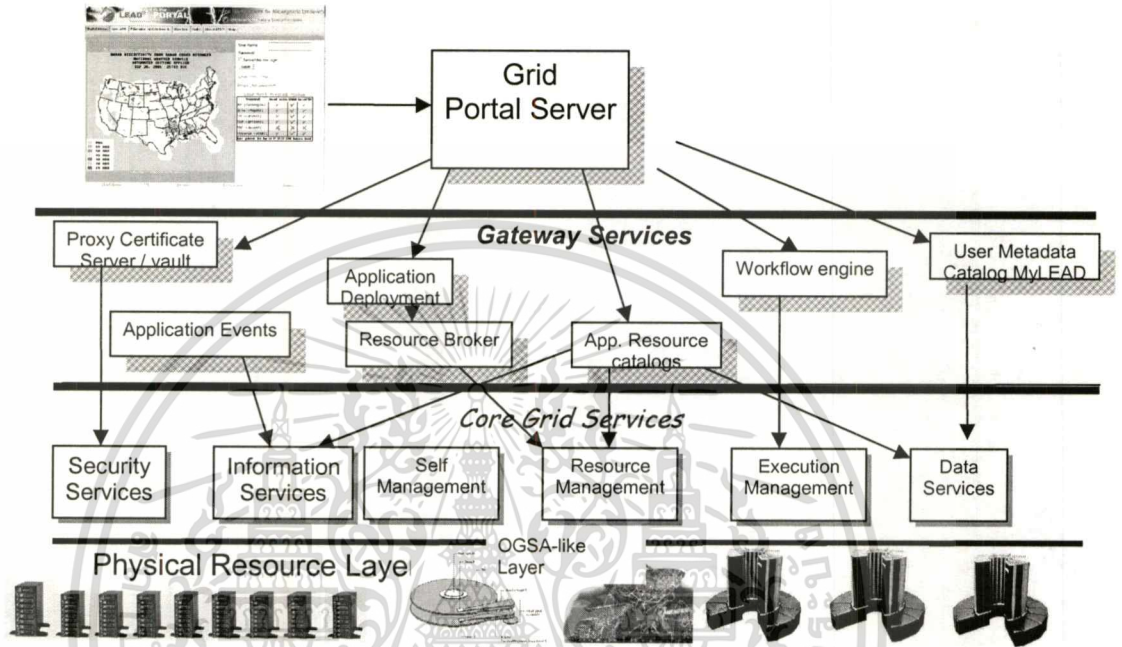 LEAD PORTAL
Grid
Portal Server
Gateway Services
Proxy Certificate
Server / vault
Application
Deployment
Workflow engine
User Metadata
Catalog MyLEAD
Application Events
Resource Broker
App. Resource
catalogs
Core Grid Services
Security
Services
Information
Services
Self
Management
Resource
Management
Execution
Management
Data
Services
OGSA-like
Layer
Physical Resource Laye